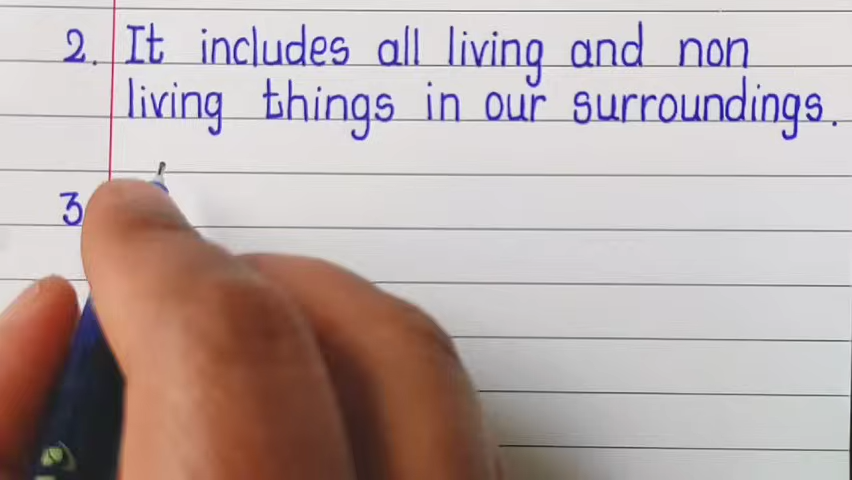 2. It includes all living and non
living things in our surroundings.
3